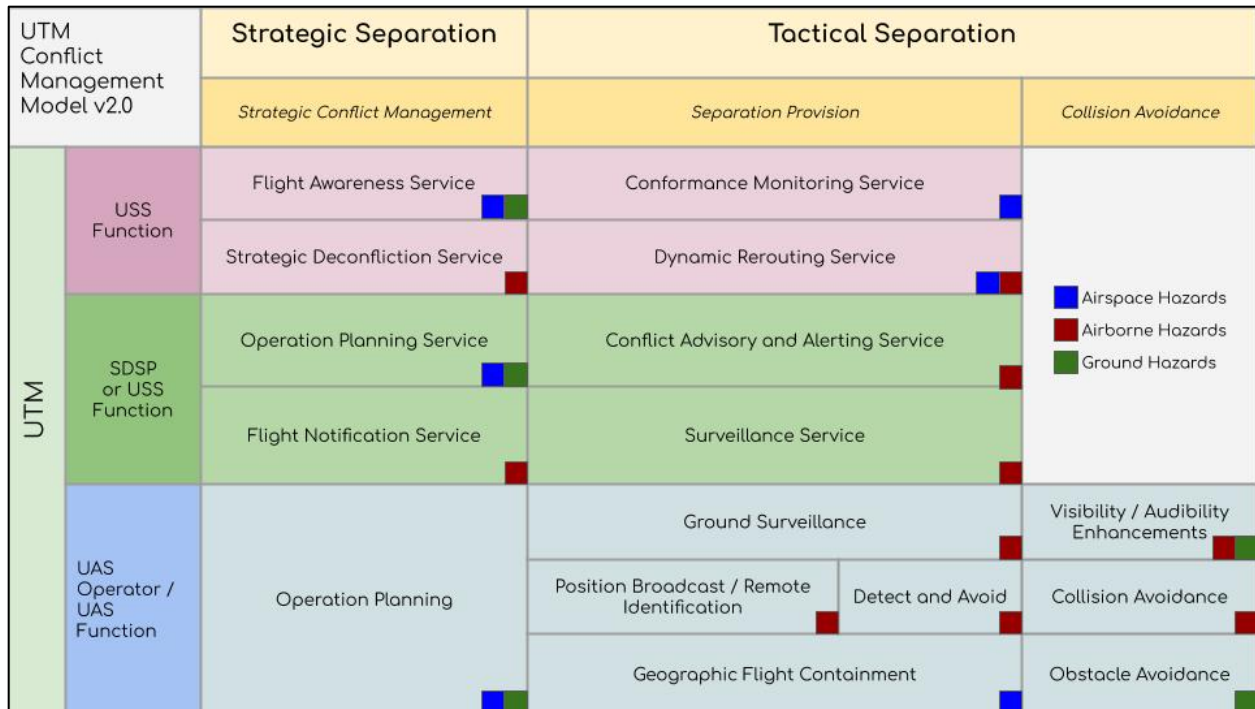 UTM
Conflict
Management
Model v2.0
Strategic Separation
Tactical Separation
Strategic Conflict Management
Separation Provision
Collision Avoidance
UTM
USS
Function
Flight Awareness Service
Conformance Monitoring Service
Strategic Deconfliction Service
Dynamic Rerouting Service
Airspace Hazards
Airborne Hazards
Ground Hazards
SDSP
or USS
Function
Operation Planning Service
Conflict Advisory and Alerting Service
Flight Notification Service
Surveillance Service
UAS
Operator /
UAS
Function
Operation Planning
Ground Surveillance
Visibility / Audibility
Enhancements
Position Broadcast / Remote
Identification
Detect and Avoid
Collision Avoidance
Geographic Flight Containment
Obstacle Avoidance